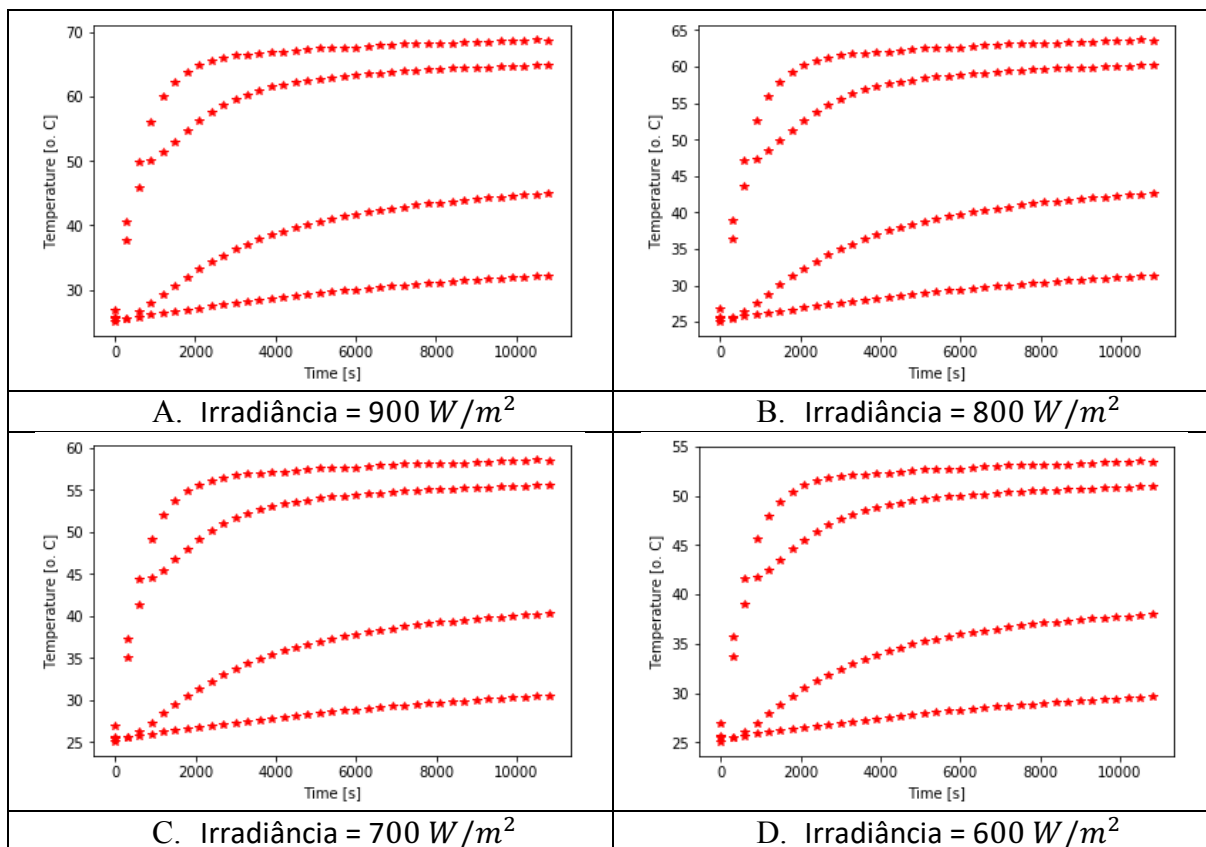 70
60
50
40
30
Temperature [o. C]
0 2000 4000 6000 8000 10000
Time [s]
65
60
55
50
45
40
35
30
25
Temperature [o. C]
0 2000 4000 6000 8000 10000
Time [s]
A. Irradiância = 900 W/m²
B. Irradiância = 800 W/m²
60
55
50
45
40
35
30
25
Temperature [o. C]
0 2000 4000 6000 8000 10000
Time [s]
55
50
45
40
35
30
25
Temperature [o. C]
0 2000 4000 6000 8000 10000
Time [s]
C. Irradiância = 700 W/m²
D. Irradiância = 600 W/m²